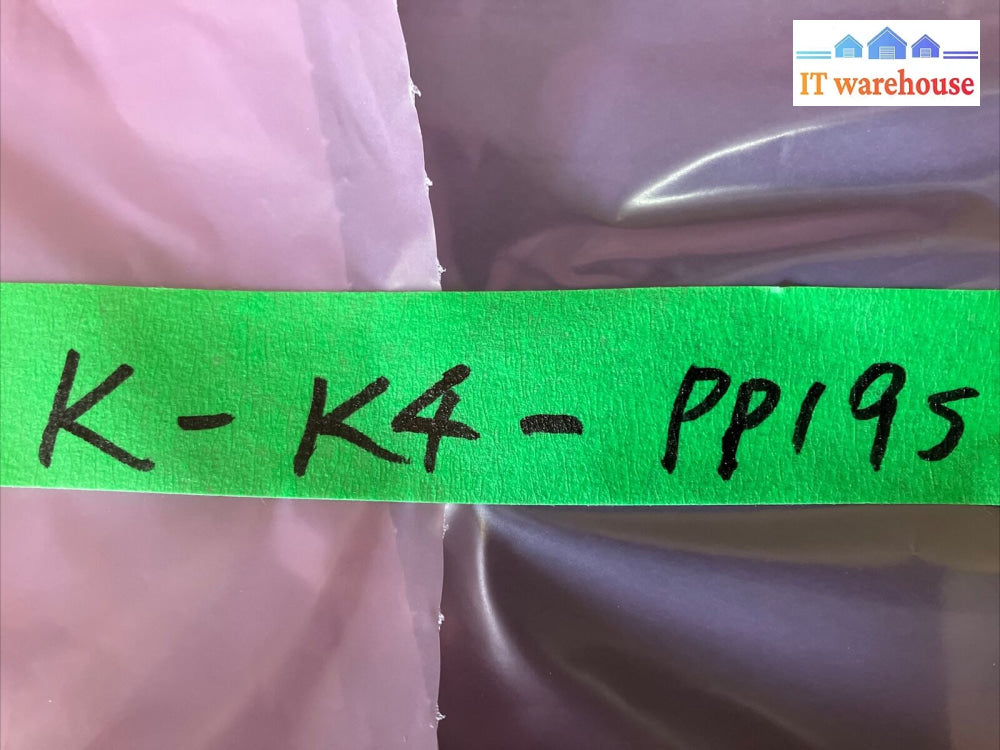 IT warehouse
K - K4 - PP195